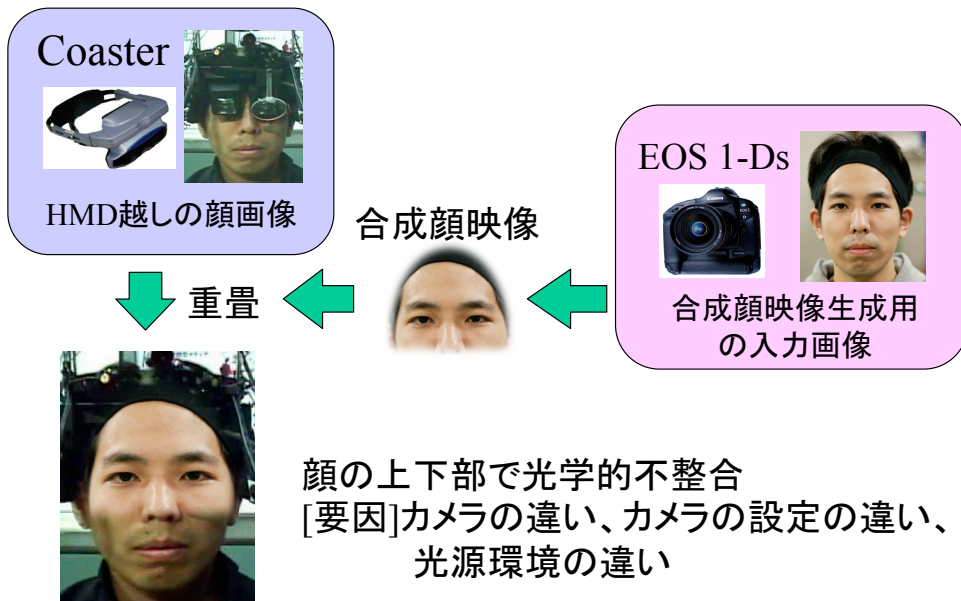 Coaster
HMD越しの顔画像
EOS 1-Ds
合成顔映像生成用
の入力画像
合成顔映像
重畳
顔の上下部で光学的不整合
[要因]カメラの違い、カメラの設定の違い、
光源環境の違い